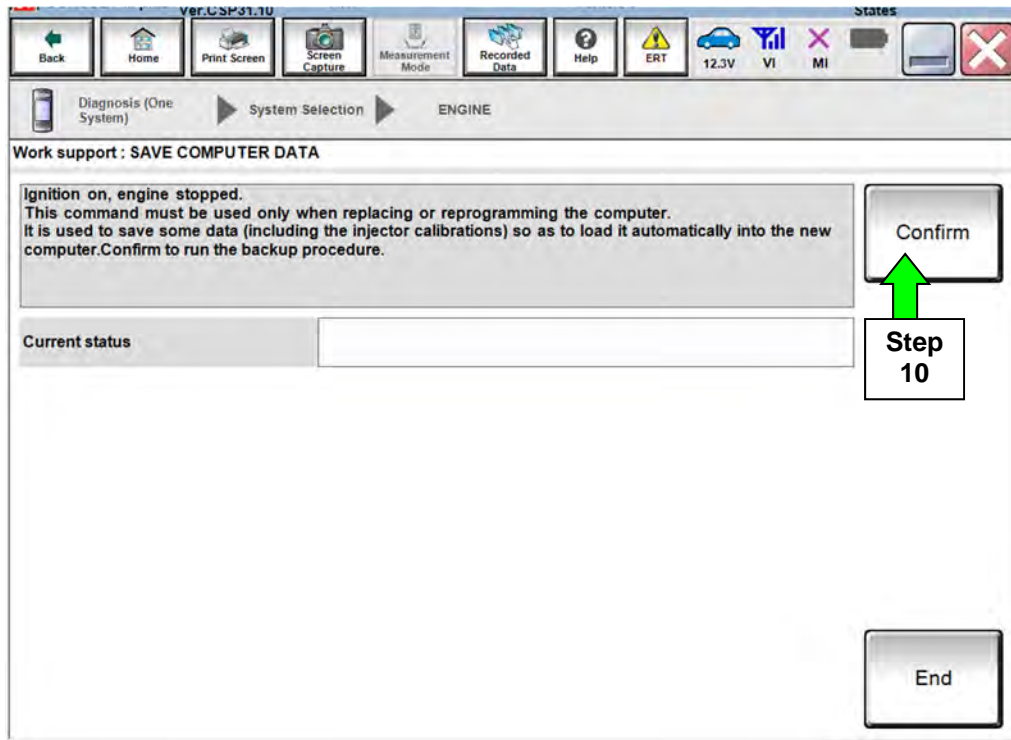 Ver.CSP31.10
States
Back
Home
Print Screen
Screen
Capture
Measurement
Mode
Recorded
Data
Help
ERT
12.3V
VI
MI
Diagnosis (One
System)
System Selection
ENGINE
Work support : SAVE COMPUTER DATA
Ignition on, engine stopped.
This command must be used only when replacing or reprogramming the computer.
It is used to save some data (including the injector calibrations) so as to load it automatically into the new
computer.Confirm to run the backup procedure.
Confirm
Current status
Step
10
End